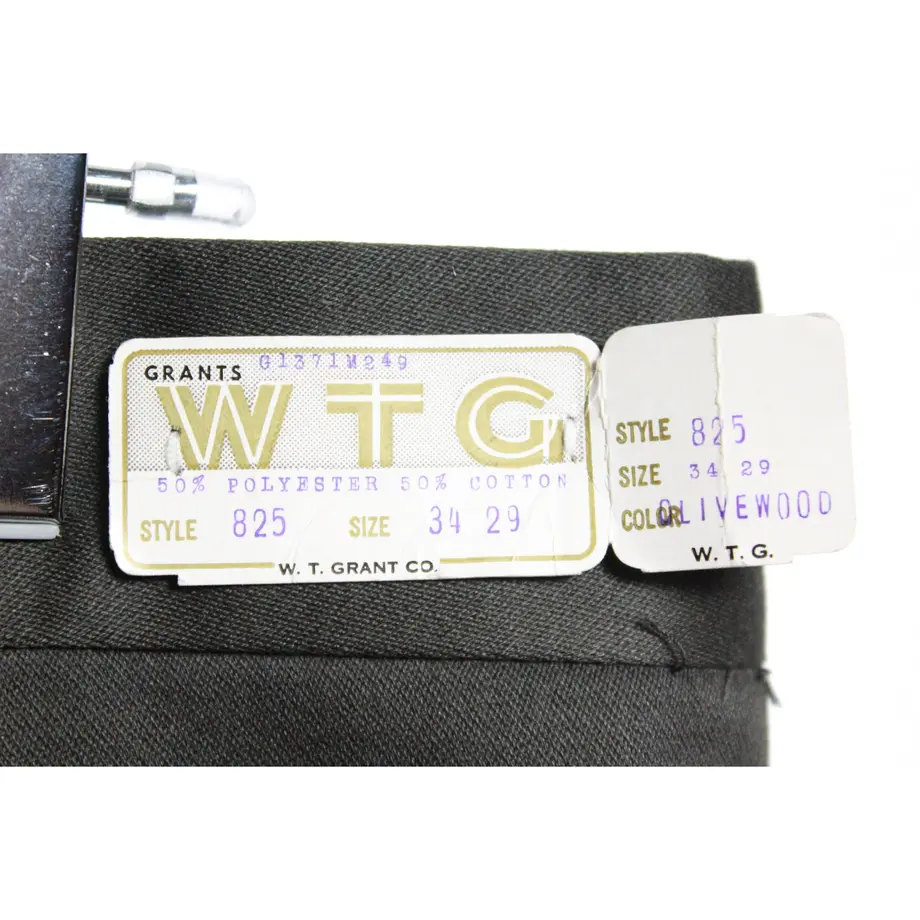 GRANTS G1371M249
WTG
50% POLYESTER 50% COTTON
STYLE 825 SIZE 34 29
W. T. GRANT CO.
STYLE 825
SIZE 34 29
COLOR OLIVEWOOD
W. T. G.